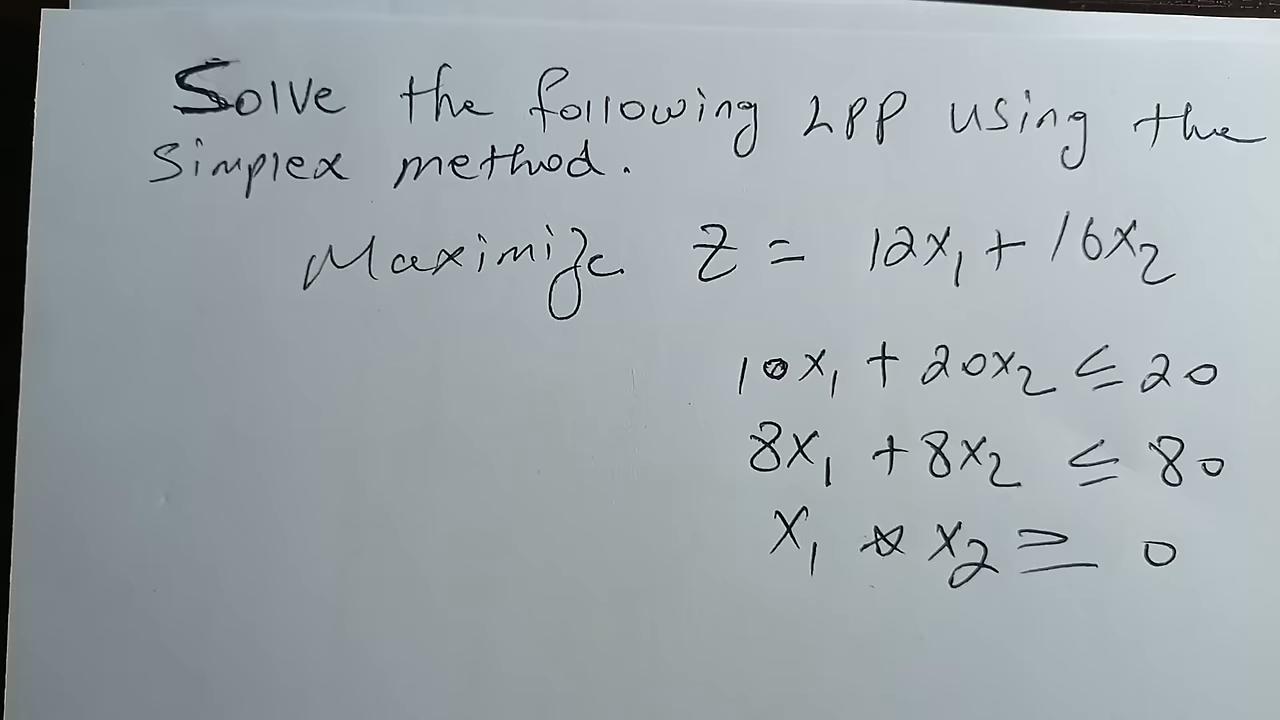 Solve the following LPP using the
simplex method.
Maximize Z = 12x₁ + 16x₂
10x₁ + 20x₂ ≤ 20
8x₁ + 8x₂ ≤ 80
x₁ x₂ ≥ 0